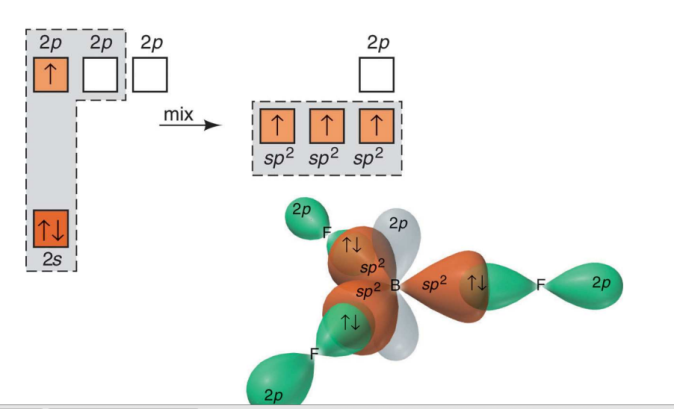 2p 2p 2p
↑
mix
↑↓
2s
2p
↑ ↑ ↑
sp² sp² sp²
2p
F
2p
↑↓
sp²
sp² B sp² ↑↓ F 2p
↑↓
F
2p